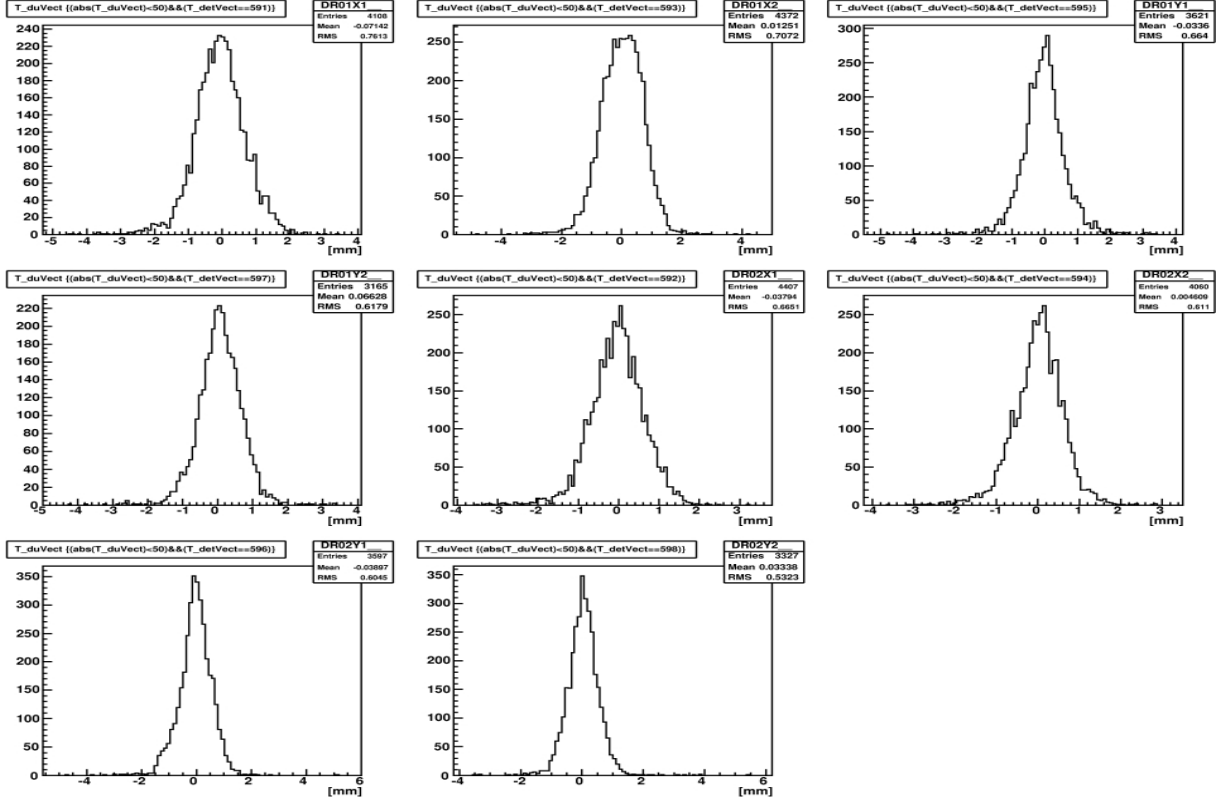 T_duVect {(abs(T_duVect)<50)&&(T_detVect==591)}
DR01X1__
Entries 4108
Mean -0.07142
RMS 0.7613
240
220
200
180
160
140
120
100
80
60
40
20
0
-5 -4 -3 -2 -1 0 1 2 3 4
[mm]
T_duVect {(abs(T_duVect)<50)&&(T_detVect==593)}
DR01X2__
Entries 4372
Mean 0.01251
RMS 0.7072
250
200
150
100
50
0
-4 -2 0 2 4
[mm]
T_duVect {(abs(T_duVect)<50)&&(T_detVect==595)}
DR01Y1__
Entries 3621
Mean -0.0336
RMS 0.664
300
250
200
150
100
50
0
-5 -4 -3 -2 -1 0 1 2 3 4
[mm]
T_duVect {(abs(T_duVect)<50)&&(T_detVect==597)}
DR01Y2__
Entries 3165
Mean 0.06628
RMS 0.6179
220
200
180
160
140
120
100
80
60
40
20
0
-5 -4 -3 -2 -1 0 1 2 3 4
[mm]
T_duVect {(abs(T_duVect)<50)&&(T_detVect==592)}
DR02X1__
Entries 4407
Mean -0.03794
RMS 0.6651
250
200
150
100
50
0
-4 -3 -2 -1 0 1 2 3
[mm]
T_duVect {(abs(T_duVect)<50)&&(T_detVect==594)}
DR02X2__
Entries 4060
Mean 0.004609
RMS 0.611
250
200
150
100
50
0
-4 -3 -2 -1 0 1 2 3
[mm]
T_duVect {(abs(T_duVect)<50)&&(T_detVect==596)}
DR02Y1__
Entries 3597
Mean -0.03897
RMS 0.6045
350
300
250
200
150
100
50
0
-4 -2 0 2 4 6
[mm]
T_duVect {(abs(T_duVect)<50)&&(T_detVect==598)}
DR02Y2__
Entries 3327
Mean 0.03338
RMS 0.5323
350
300
250
200
150
100
50
0
-4 -2 0 2 4 6
[mm]